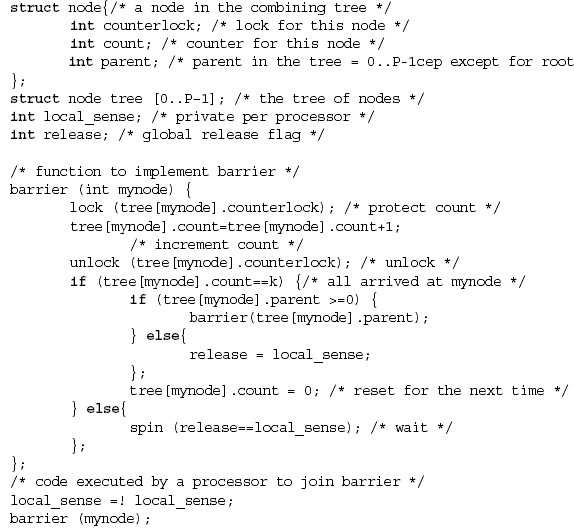 struct node{/* a node in the combining tree */
int counterlock; /* lock for this node */
int count; /* counter for this node */
int parent; /* parent in the tree = 0..P-1cep except for root
};
struct node tree [0..P-1]; /* the tree of nodes */
int local_sense; /* private per processor */
int release; /* global release flag */
/* function to implement barrier */
barrier (int mynode) {
lock (tree[mynode].counterlock); /* protect count */
tree[mynode].count=tree[mynode].count+1;
/* increment count */
unlock (tree[mynode].counterlock); /* unlock */
if (tree[mynode].count==k) {/* all arrived at mynode */
if (tree[mynode].parent >=0) {
barrier(tree[mynode].parent);
} else{
release = local_sense;
};
tree[mynode].count = 0; /* reset for the next time */
} else{
spin (release==local_sense); /* wait */
};
};
/* code executed by a processor to join barrier */
local_sense =! local_sense;
barrier (mynode);